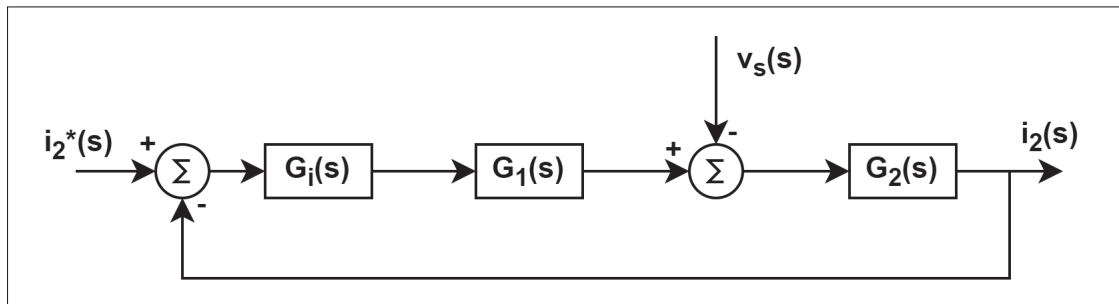 v_s(s)
-
i_2*(s)
+
Σ
-
G_i(s)
G_1(s)
+
Σ
G_2(s)
i_2(s)